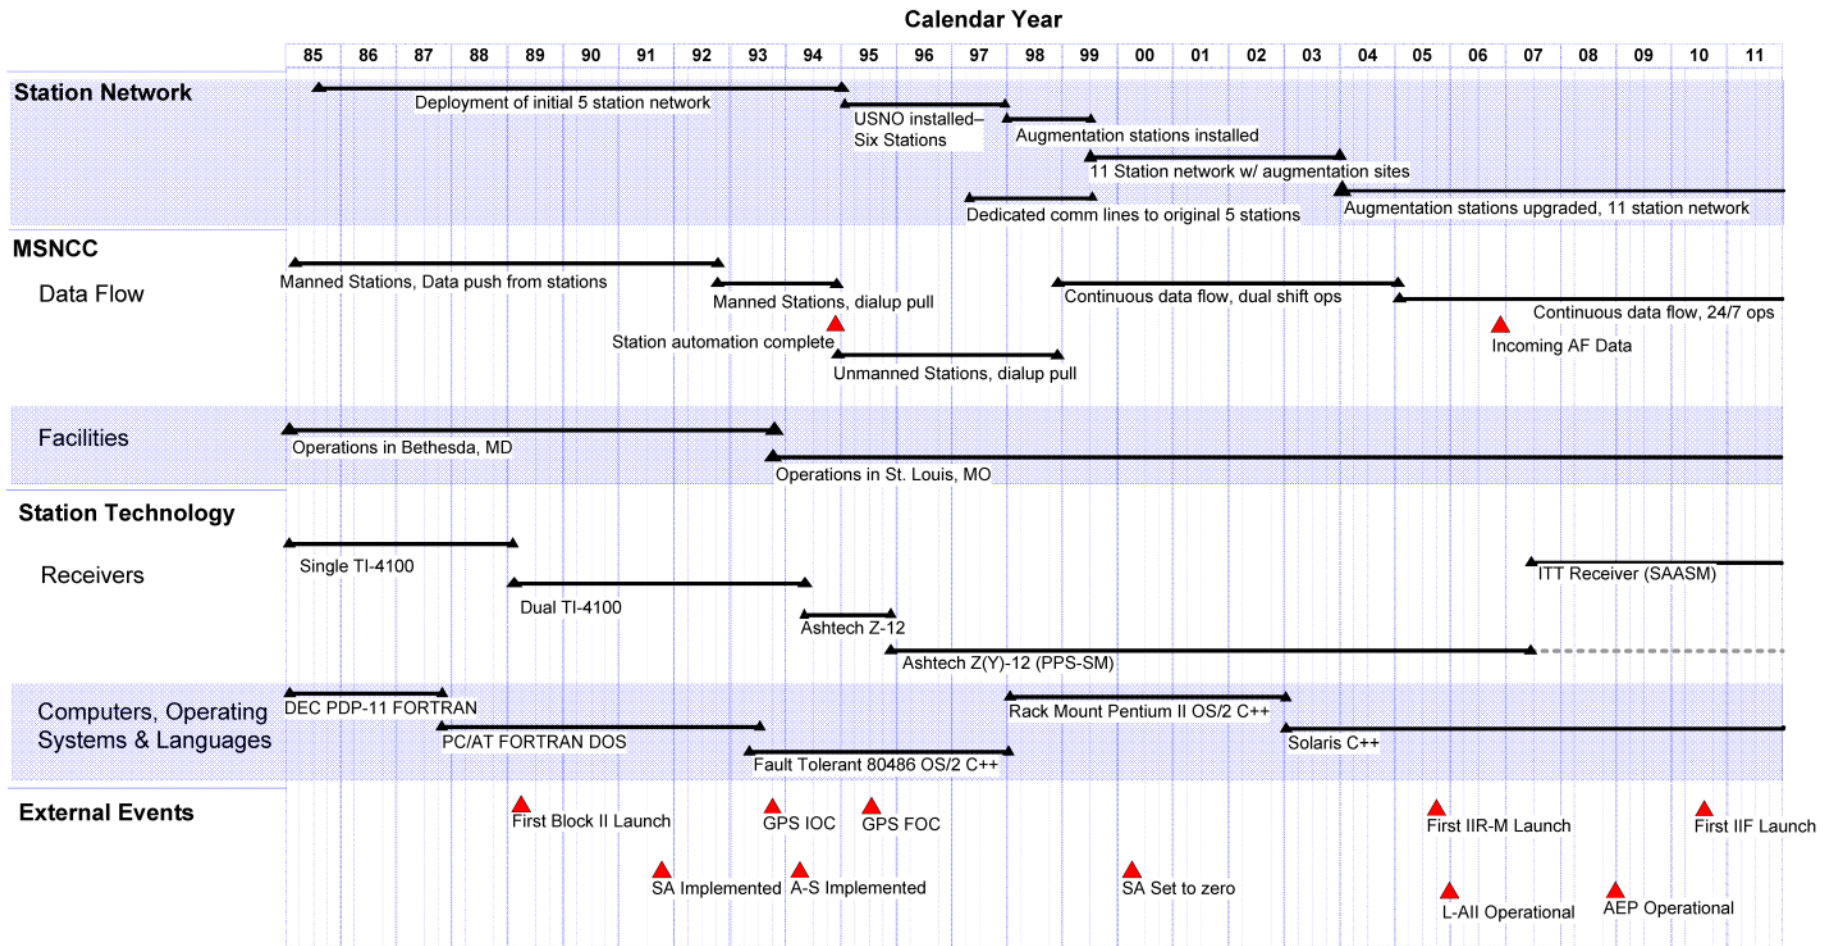 Calendar Year
85 86 87 88 89 90 91 92 93 94 95 96 97 98 99 00 01 02 03 04 05 06 07 08 09 10 11
Station Network
Deployment of initial 5 station network
USNO installed–
Six Stations
Augmentation stations installed
11 Station network w/ augmentation sites
Dedicated comm lines to original 5 stations
Augmentation stations upgraded, 11 station network
MSNCC
Data Flow
Manned Stations, Data push from stations
Manned Stations, dialup pull
Station automation complete
Unmanned Stations, dialup pull
Continuous data flow, dual shift ops
Continuous data flow, 24/7 ops
Incoming AF Data
Facilities
Operations in Bethesda, MD
Operations in St. Louis, MO
Station Technology
Receivers
Single TI-4100
Dual TI-4100
Ashtech Z-12
Ashtech Z(Y)-12 (PPS-SM)
ITT Receiver (SAASM)
Computers, Operating
Systems & Languages
DEC PDP-11 FORTRAN
PC/AT FORTRAN DOS
Fault Tolerant 80486 OS/2 C++
Rack Mount Pentium II OS/2 C++
Solaris C++
External Events
First Block II Launch
GPS IOC
GPS FOC
First IIR-M Launch
First IIF Launch
SA Implemented
A-S Implemented
SA Set to zero
L-AII Operational
AEP Operational